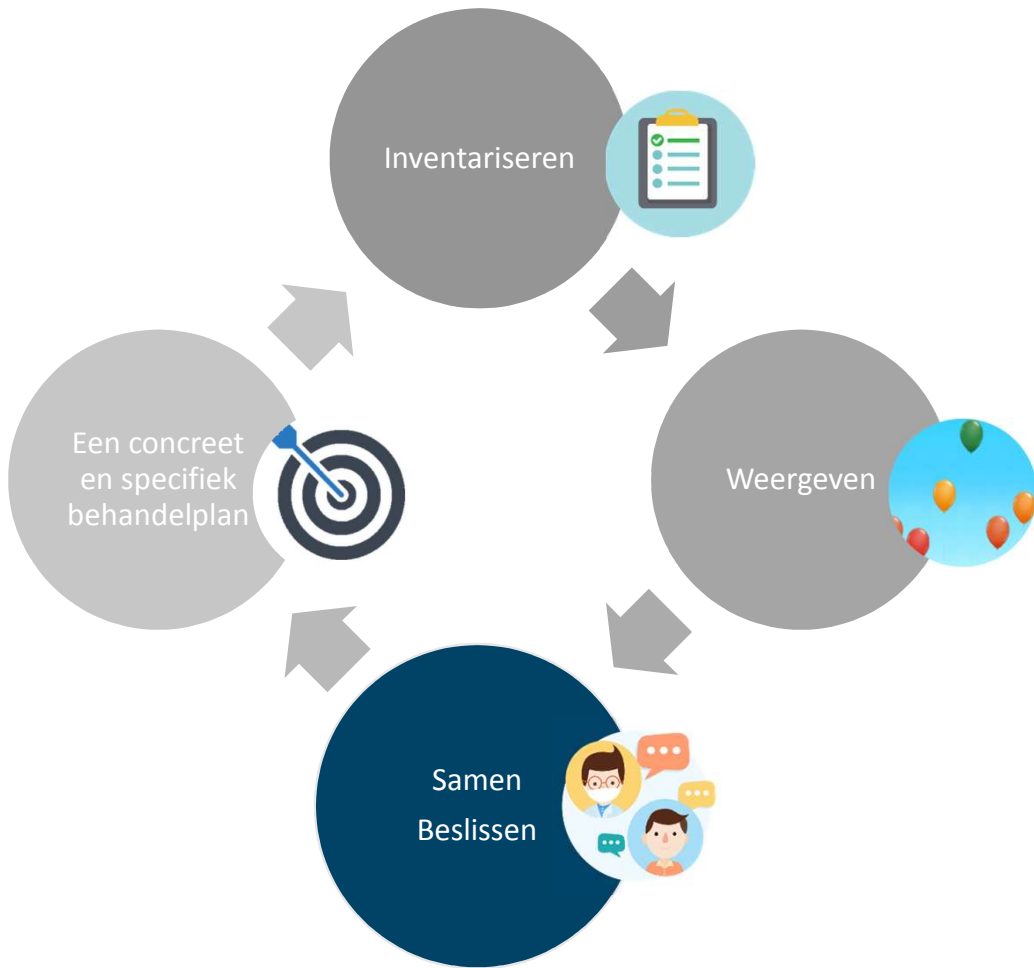 Inventariseren
Weergeven
Samen
Beslissen
Een concreet
en specifiek
behandelplan